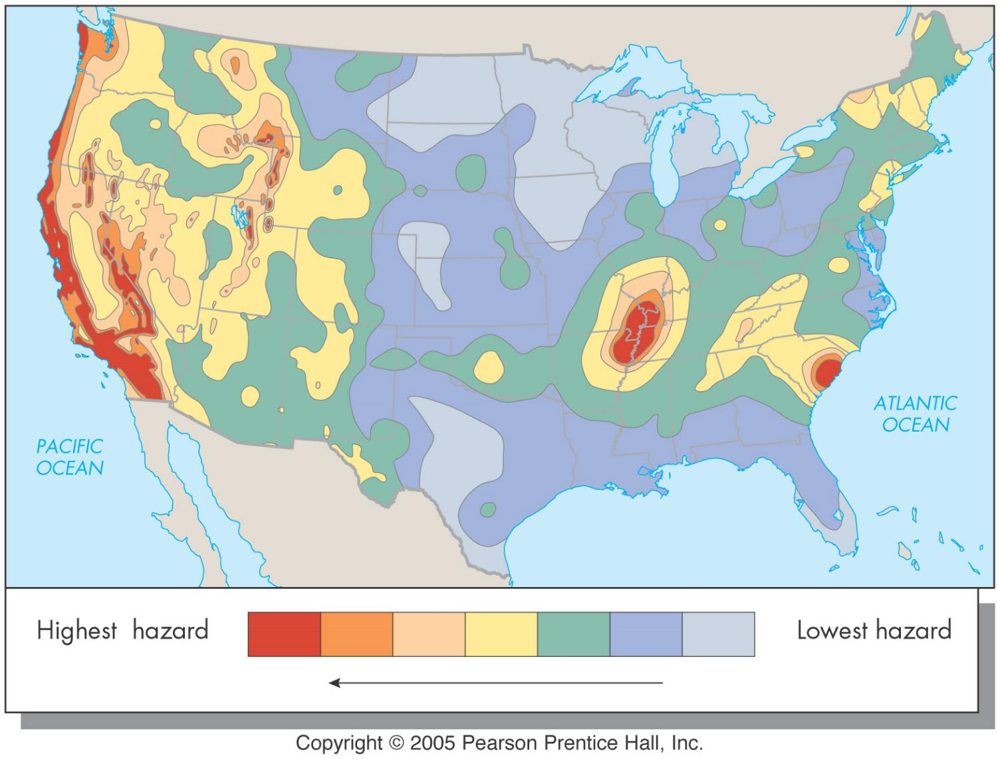 PACIFIC
OCEAN
ATLANTIC
OCEAN
Highest hazard
Lowest hazard
Copyright © 2005 Pearson Prentice Hall, Inc.